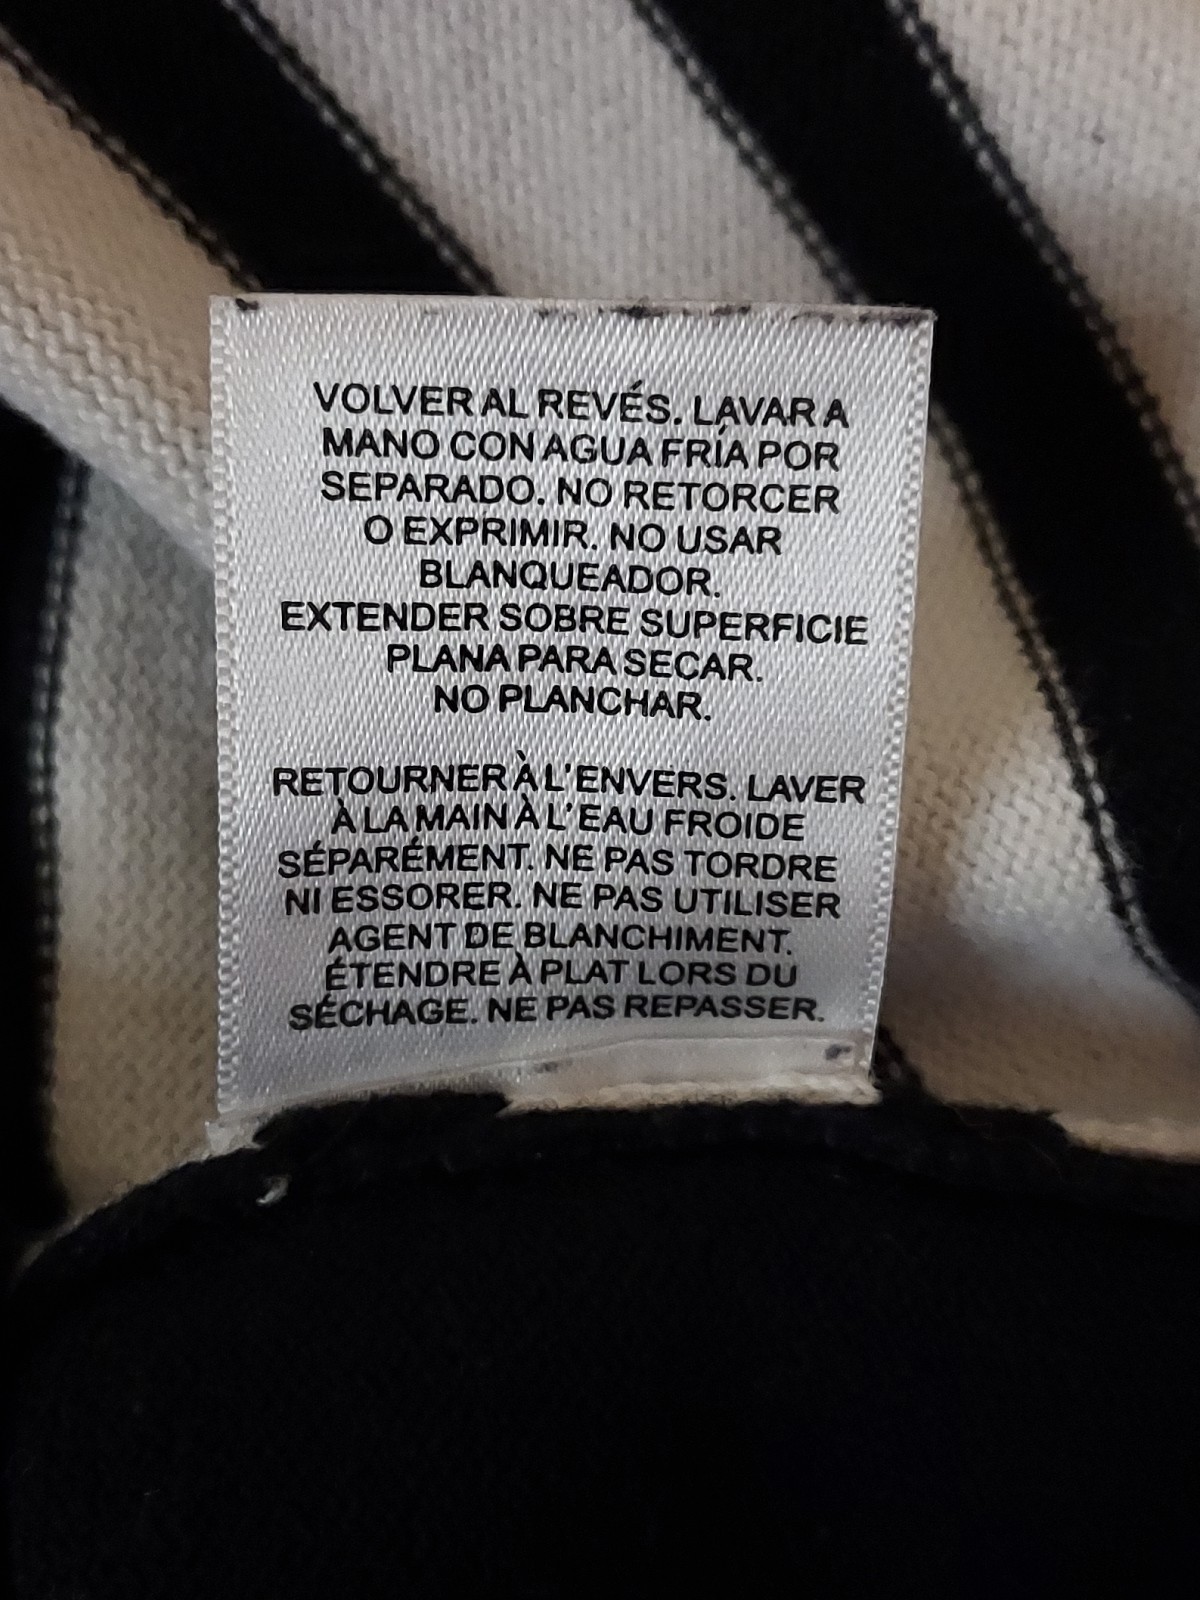 VOLVER AL REVÉS. LAVAR A
MANO CON AGUA FRÍA POR
SEPARADO. NO RETORCER
O EXPRIMIR. NO USAR
BLANQUEADOR.
EXTENDER SOBRE SUPERFICIE
PLANA PARA SECAR.
NO PLANCHAR.
RETOURNER À L'ENVERS. LAVER
À LA MAIN À L'EAU FROIDE
SÉPARÉMENT. NE PAS TORDRE
NI ESSORER. NE PAS UTILISER
AGENT DE BLANCHIMENT.
ÉTENDRE À PLAT LORS DU
SÉCHAGE. NE PAS REPASSER.